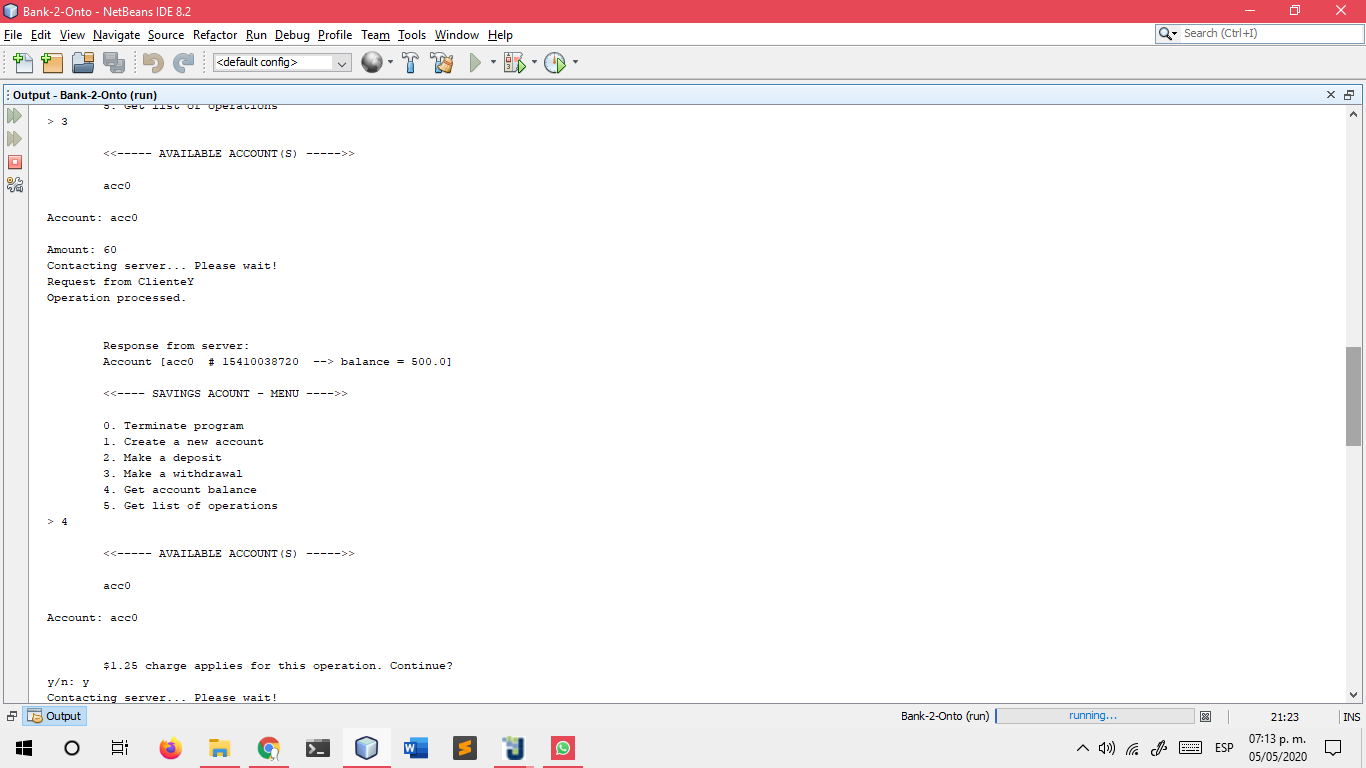 Bank-2-Onto - NetBeans IDE 8.2
File Edit View Navigate Source Refactor Run Debug Profile Team Tools Window Help
Search (Ctrl+I)
<default config>
Output - Bank-2-Onto (run)
5. Get list of operations
> 3
<<----- AVAILABLE ACCOUNT(S) ----->>
acc0
Account: acc0
Amount: 60
Contacting server... Please wait!
Request from ClienteY
Operation processed.
Response from server:
Account [acc0  # 15410038720  --> balance = 500.0]
<<---- SAVINGS ACOUNT - MENU ---->>
0. Terminate program
1. Create a new account
2. Make a deposit
3. Make a withdrawal
4. Get account balance
5. Get list of operations
> 4
<<----- AVAILABLE ACCOUNT(S) ----->>
acc0
Account: acc0
$1.25 charge applies for this operation. Continue?
y/n: y
Contacting server... Please wait!
Output
Bank-2-Onto (run)
running...
21:23
INS
ESP
07:13 p. m.
05/05/2020